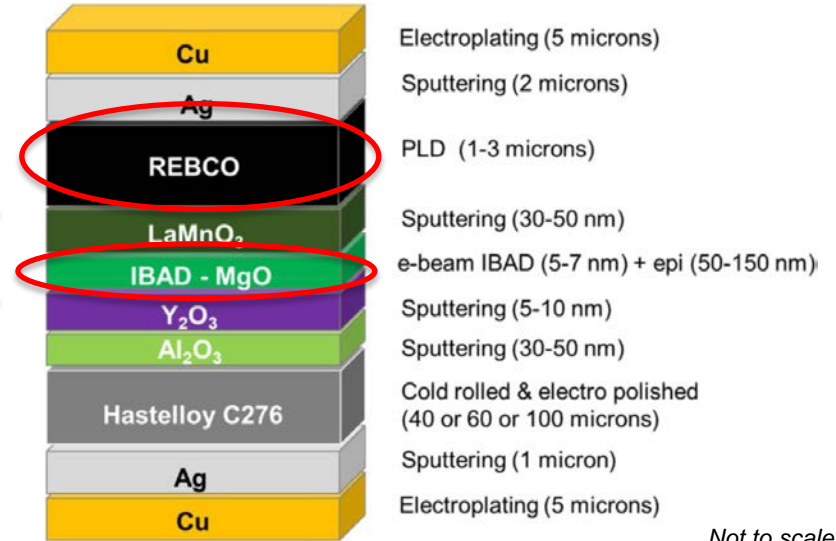 Cu Electroplating (5 microns)
Ag Sputtering (2 microns)
REBCO PLD (1-3 microns)
LaMnO₃ Sputtering (30-50 nm)
IBAD - MgO e-beam IBAD (5-7 nm) + epi (50-150 nm)
Y₂O₃ Sputtering (5-10 nm)
Al₂O₃ Sputtering (30-50 nm)
Hastelloy C276 Cold rolled & electro polished
(40 or 60 or 100 microns)
Ag Sputtering (1 micron)
Cu Electroplating (5 microns)
Not to scale